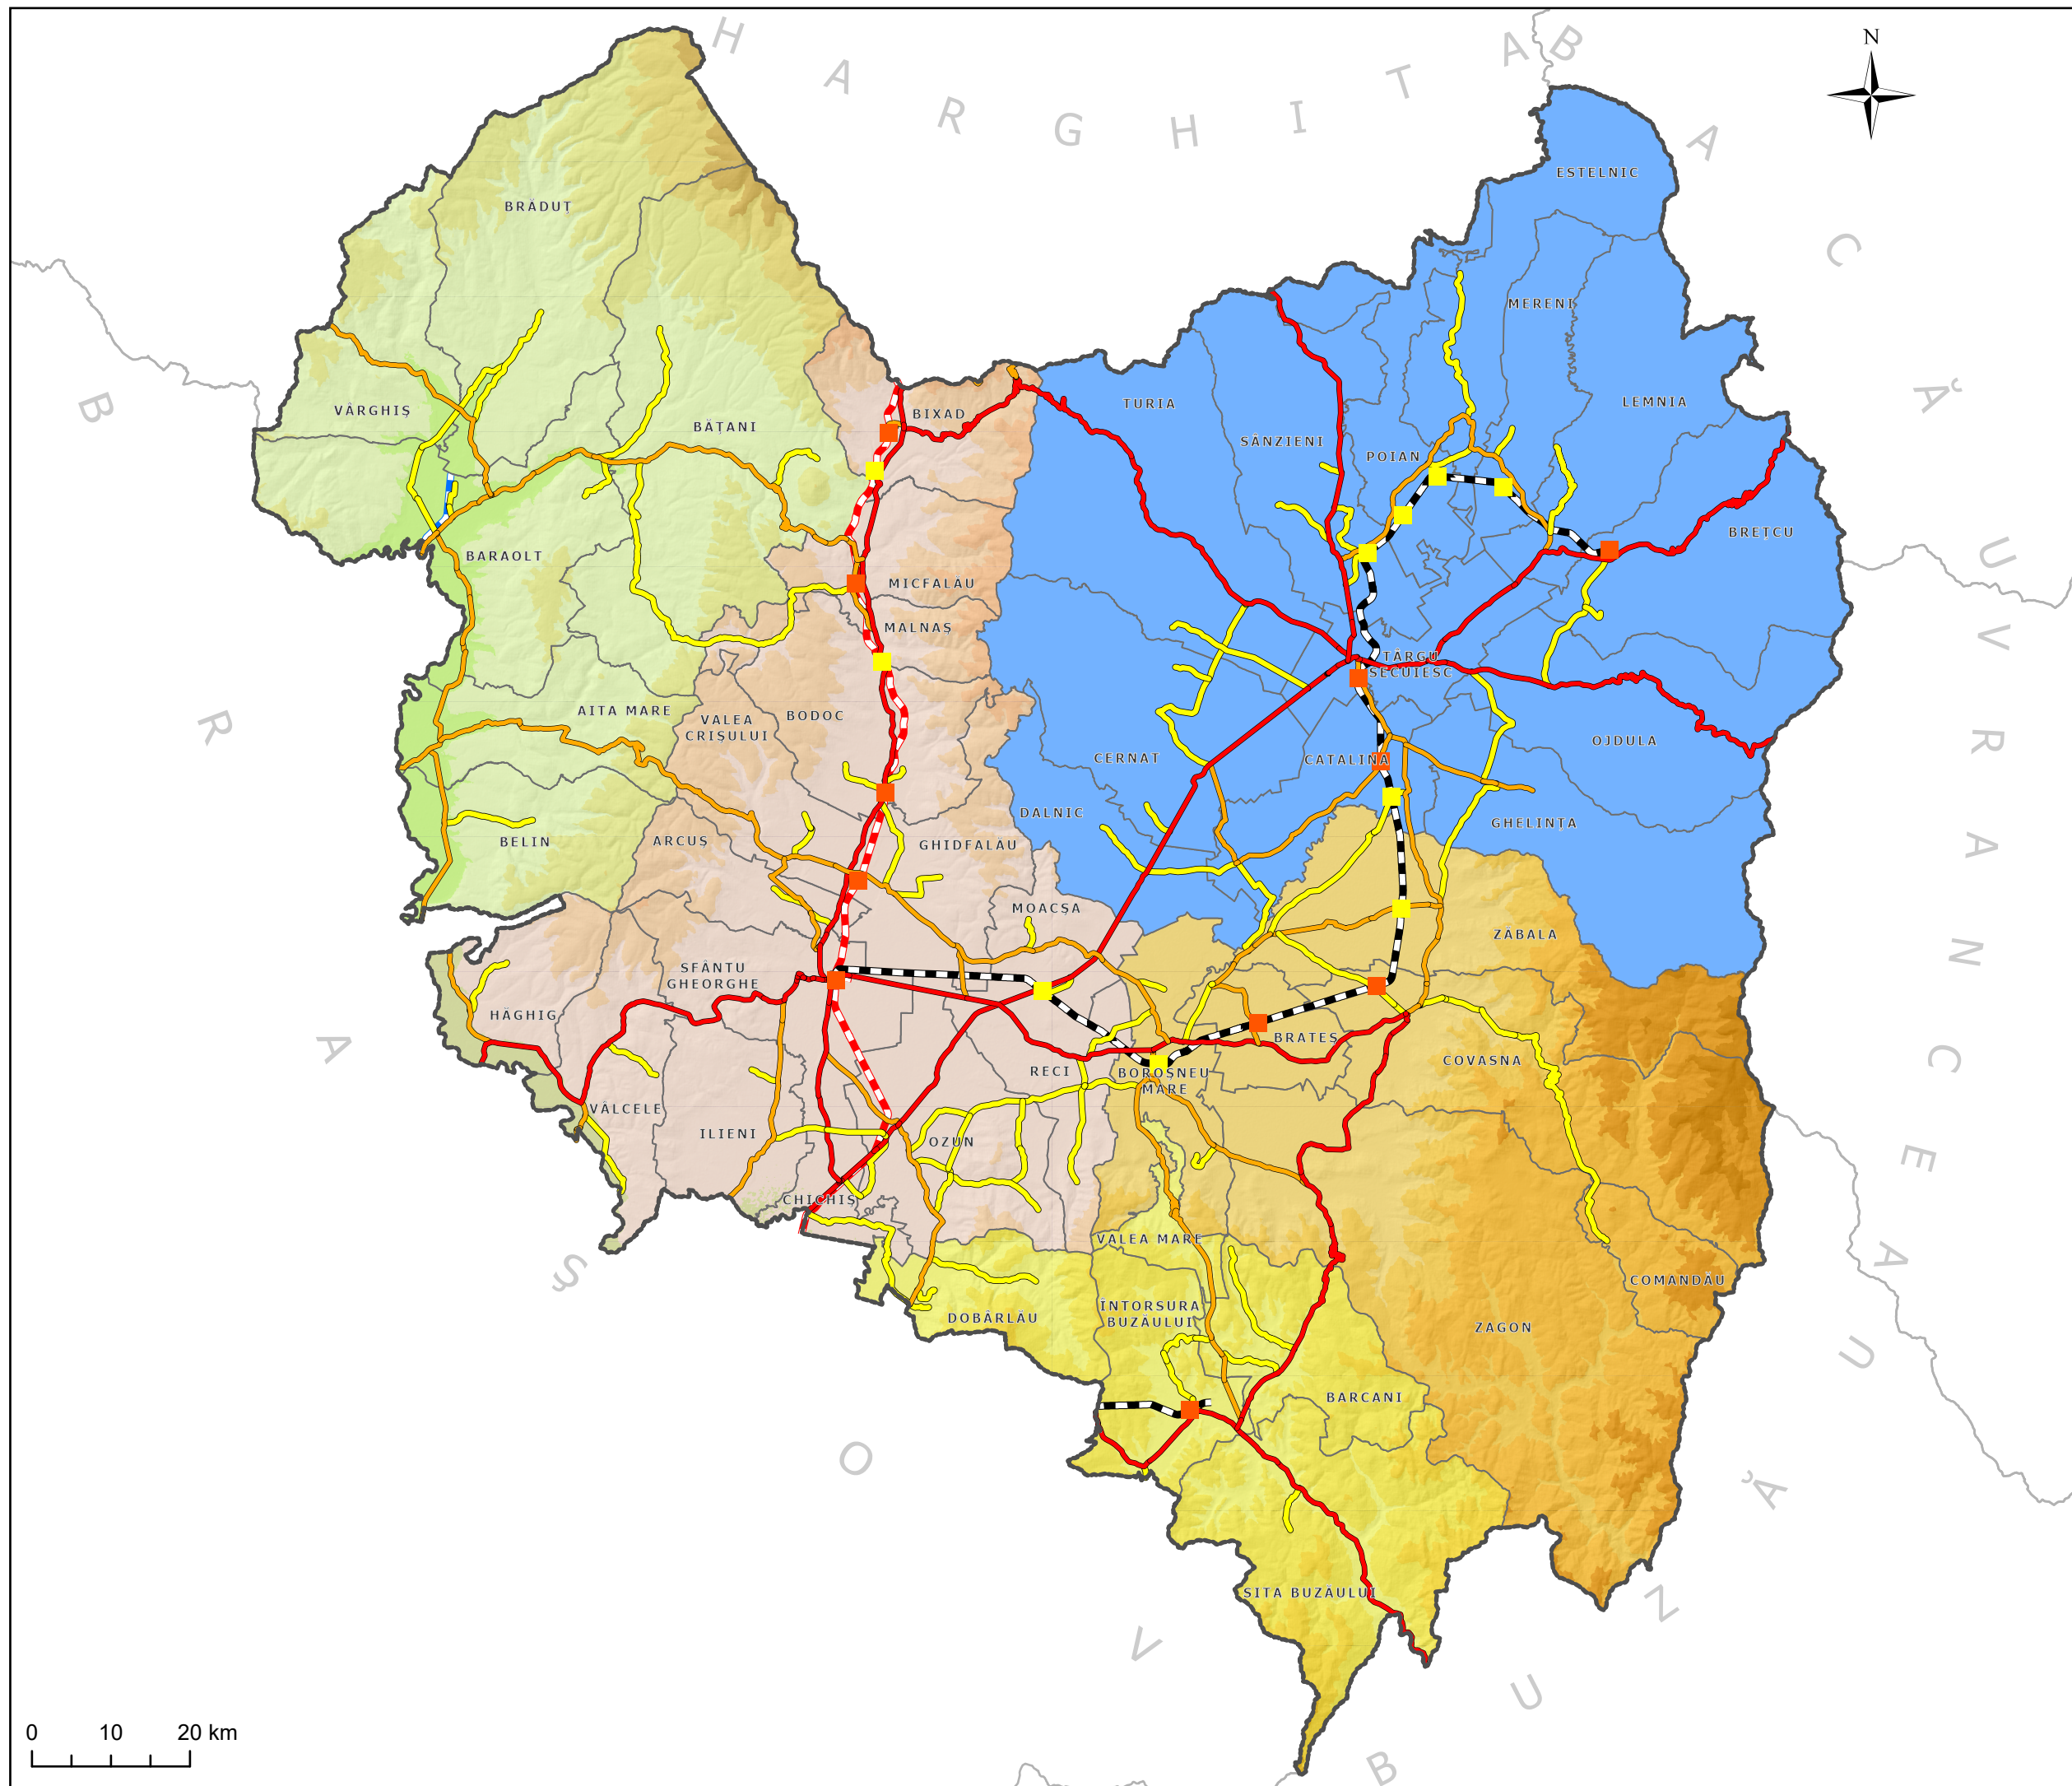 HARGHITA
BACĂU
N
ESTELNIC
BRĂDUȚ
MERENI
VÂRGHIȘ
BIXAD
TURIA
LEMNIA
BĂȚANI
SÂNZIENI
POIAN
BREȚCU
BARAOLT
MICFALĂU
MALNAȘ
TÂRGU
SECUIESC
AITA MARE
VALEA
CRIȘULUI
BODOC
OJDULA
CERNAT
CATALINA
DALNIC
GHELINȚA
BELIN
ARCUȘ
GHIDFALĂU
MOACȘA
ZĂBALA
SFÂNTU
GHEORGHE
HĂGHIG
BRATEȘ
COVASNA
RECI
BOROȘNEU
MARE
VÂLCELE
ILIENI
OZUN
CHICHIȘ
VALEA MARE
COMANDĂU
ÎNTORSURA
BUZĂULUI
DOBÂRLĂU
ZAGON
BARCANI
SITA BUZĂULUI
BRAȘOV
VRANCEA
BUZĂU
0 10 20 km